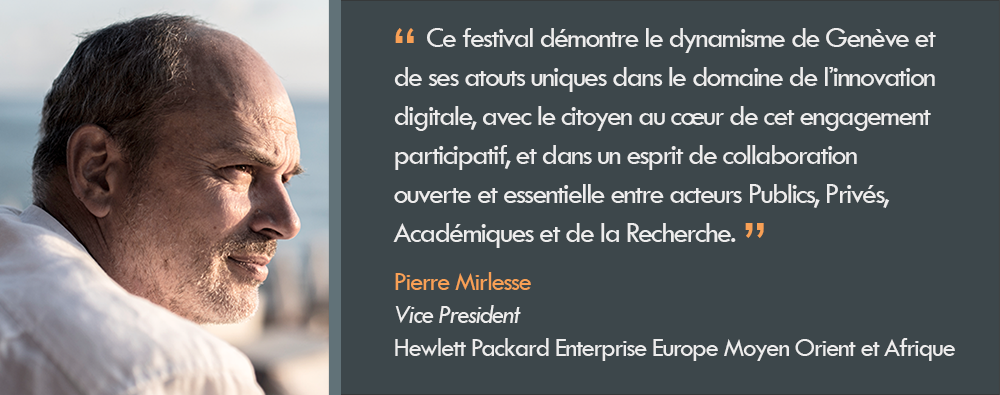 “ Ce festival démontre le dynamisme de Genève et
de ses atouts uniques dans le domaine de l’innovation
digitale, avec le citoyen au cœur de cet engagement
participatif, et dans un esprit de collaboration
ouverte et essentielle entre acteurs Publics, Privés,
Académiques et de la Recherche. ”
Pierre Mirlesse
Vice President
Hewlett Packard Enterprise Europe Moyen Orient et Afrique